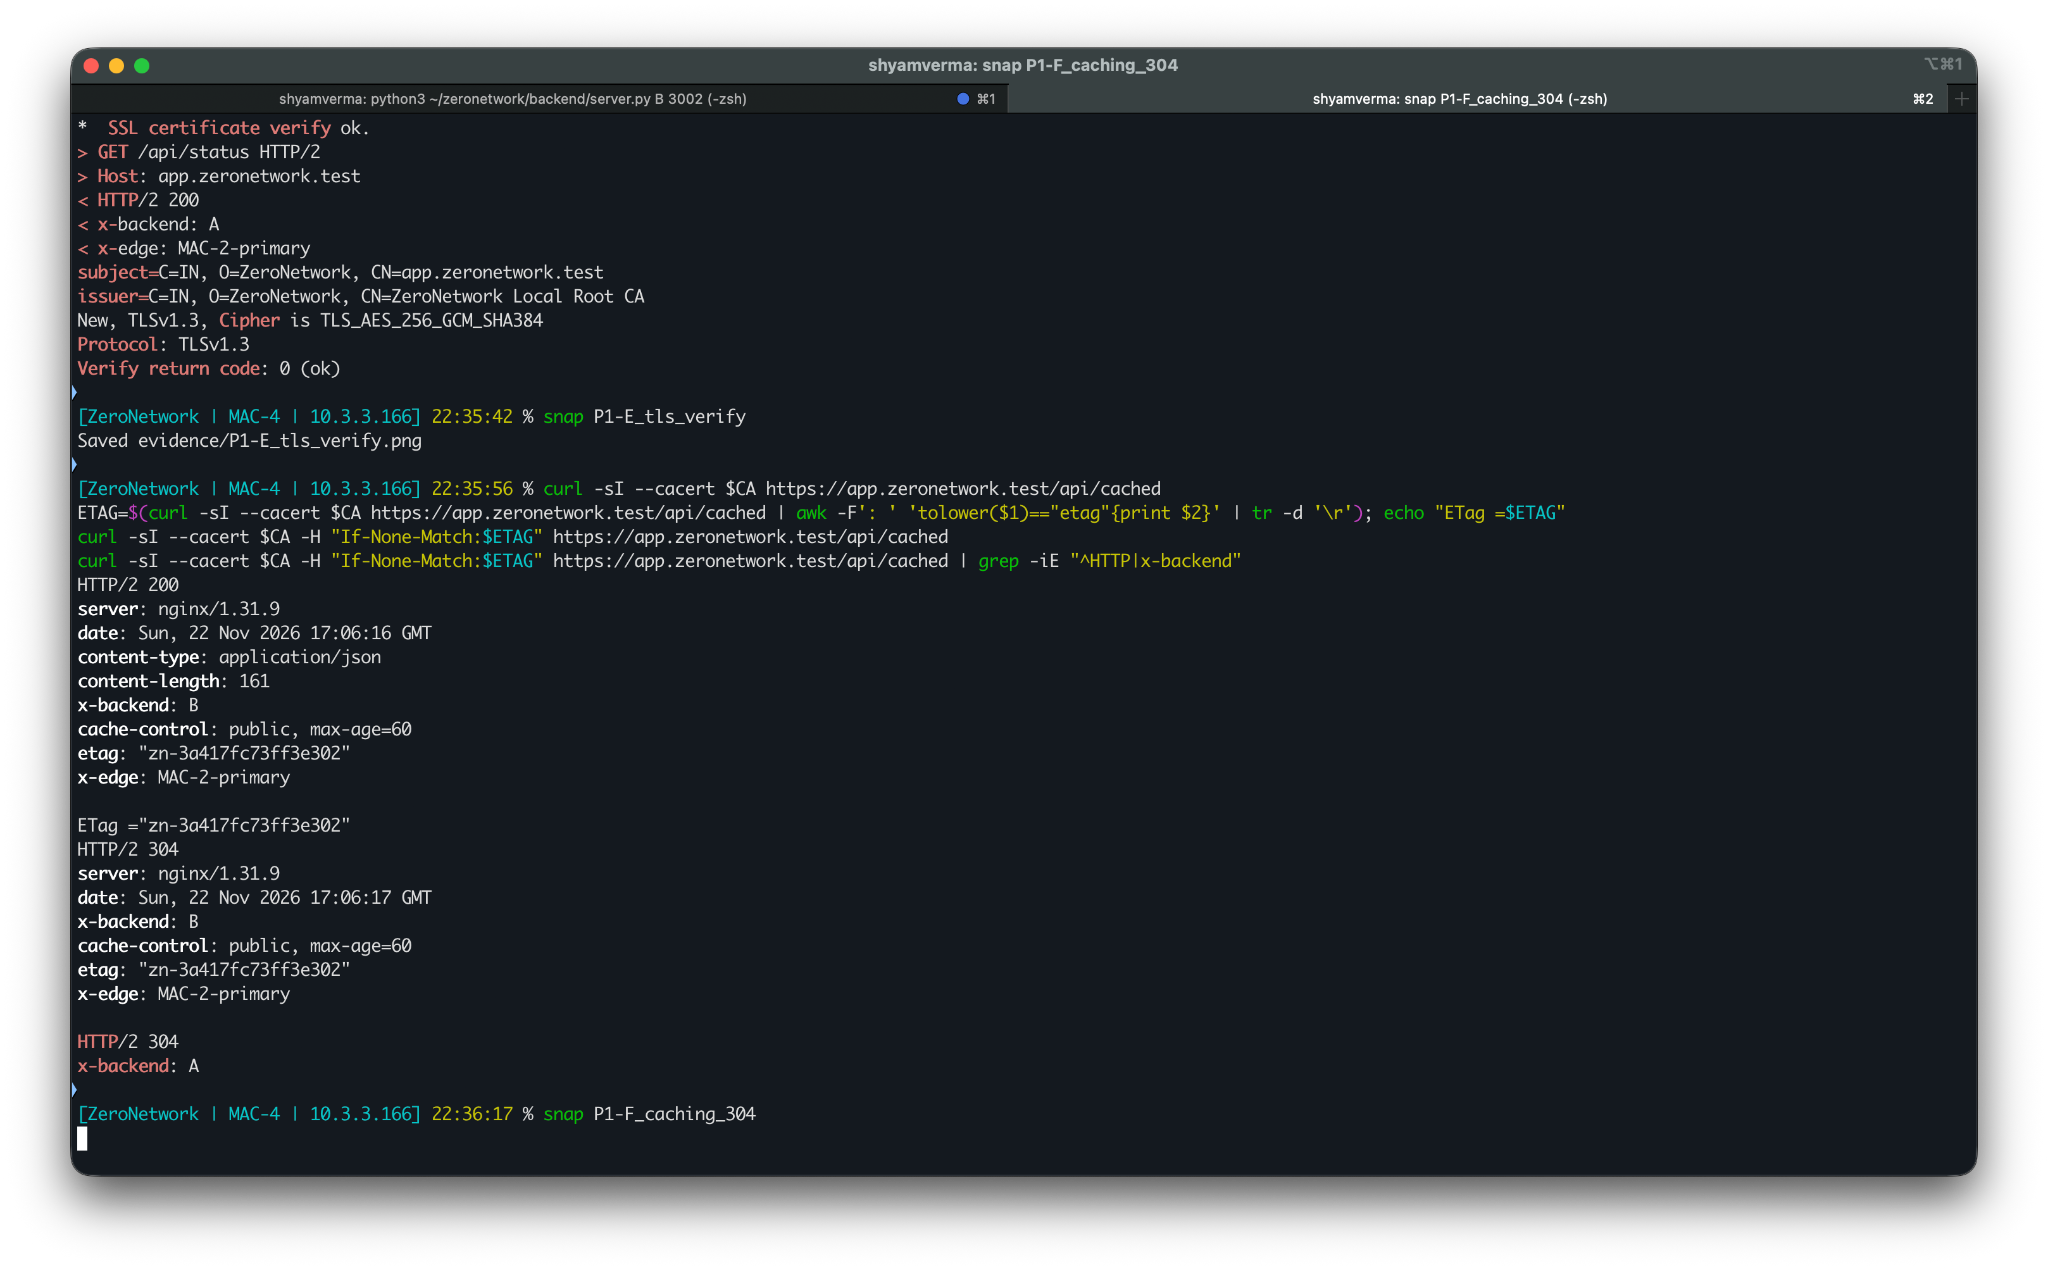 shyamverma: snap P1-F_caching_304
⌥⌘1
shyamverma: python3 ~/zeronetwork/backend/server.py B 3002 (-zsh)
⌘1
shyamverma: snap P1-F_caching_304 (-zsh)
⌘2
*  SSL certificate verify ok.
> GET /api/status HTTP/2
> Host: app.zeronetwork.test
< HTTP/2 200
< x-backend: A
< x-edge: MAC-2-primary
subject=C=IN, O=ZeroNetwork, CN=app.zeronetwork.test
issuer=C=IN, O=ZeroNetwork, CN=ZeroNetwork Local Root CA
New, TLSv1.3, Cipher is TLS_AES_256_GCM_SHA384
Protocol: TLSv1.3
Verify return code: 0 (ok)
[ZeroNetwork | MAC-4 | 10.3.3.166] 22:35:42 % snap P1-E_tls_verify
Saved evidence/P1-E_tls_verify.png
[ZeroNetwork | MAC-4 | 10.3.3.166] 22:35:56 % curl -sI --cacert $CA https://app.zeronetwork.test/api/cached
ETAG=$(curl -sI --cacert $CA https://app.zeronetwork.test/api/cached | awk -F': ' 'tolower($1)=="etag"{print $2}' | tr -d '\r'); echo "ETag =$ETAG"
curl -sI --cacert $CA -H "If-None-Match:$ETAG" https://app.zeronetwork.test/api/cached
curl -sI --cacert $CA -H "If-None-Match:$ETAG" https://app.zeronetwork.test/api/cached | grep -iE "^HTTP|x-backend"
HTTP/2 200
server: nginx/1.31.9
date: Sun, 22 Nov 2026 17:06:16 GMT
content-type: application/json
content-length: 161
x-backend: B
cache-control: public, max-age=60
etag: "zn-3a417fc73ff3e302"
x-edge: MAC-2-primary
ETag ="zn-3a417fc73ff3e302"
HTTP/2 304
server: nginx/1.31.9
date: Sun, 22 Nov 2026 17:06:17 GMT
x-backend: B
cache-control: public, max-age=60
etag: "zn-3a417fc73ff3e302"
x-edge: MAC-2-primary
HTTP/2 304
x-backend: A
[ZeroNetwork | MAC-4 | 10.3.3.166] 22:36:17 % snap P1-F_caching_304